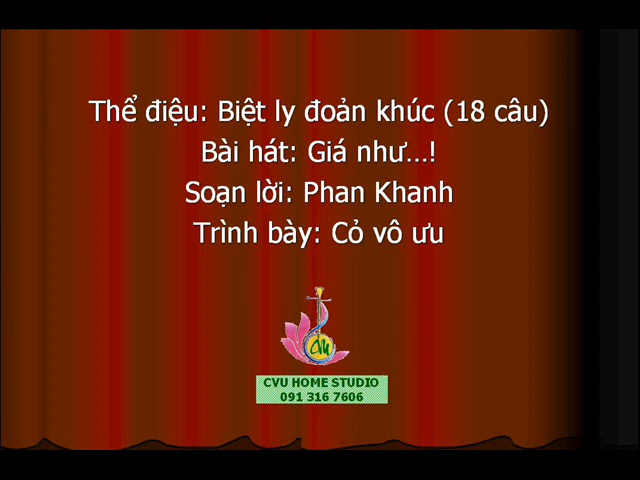 Thể điệu: Biệt ly đoản khúc (18 câu)
Bài hát: Giá như...!
Soạn lời: Phan Khanh
Trình bày: Cỏ vô ưu
CVU
CVU HOME STUDIO
091 316 7606